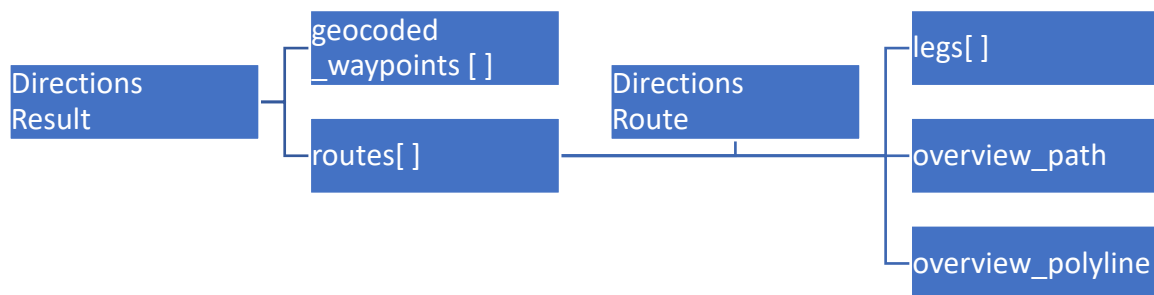 Directions
Result
geocoded
_waypoints [ ]
routes[ ]
Directions
Route
legs[ ]
overview_path
overview_polyline